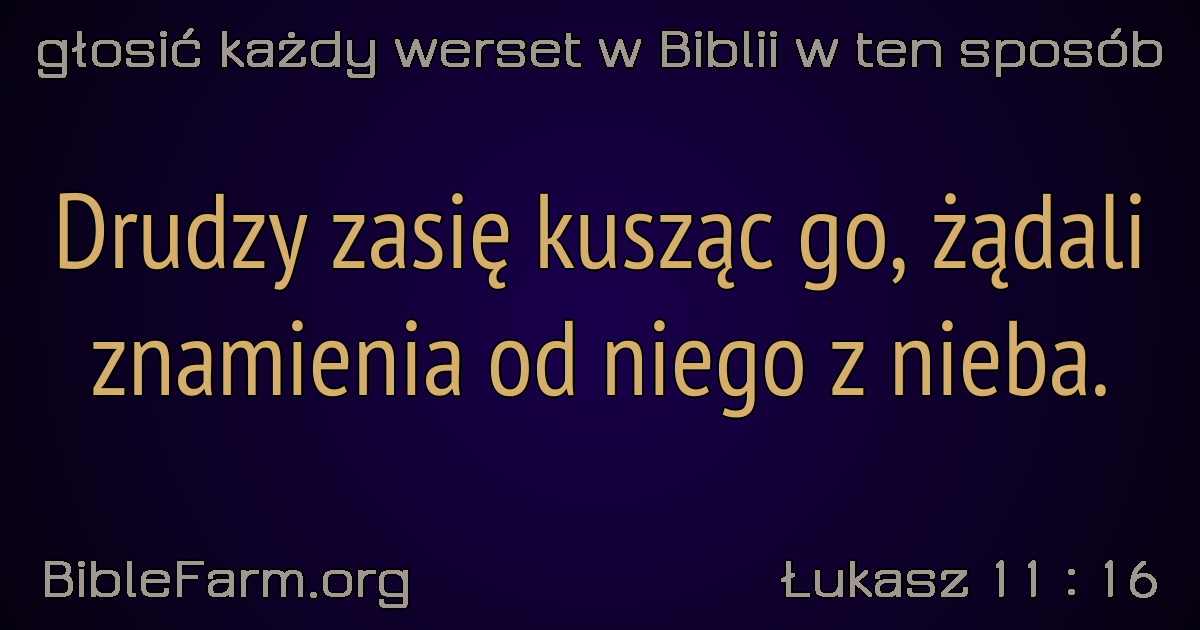 głosić każdy werset w Biblii w ten sposób
Drudzy zasię kusząc go, żądali
znamienia od niego z nieba.
BibleFarm.org
Łukasz 11 : 16